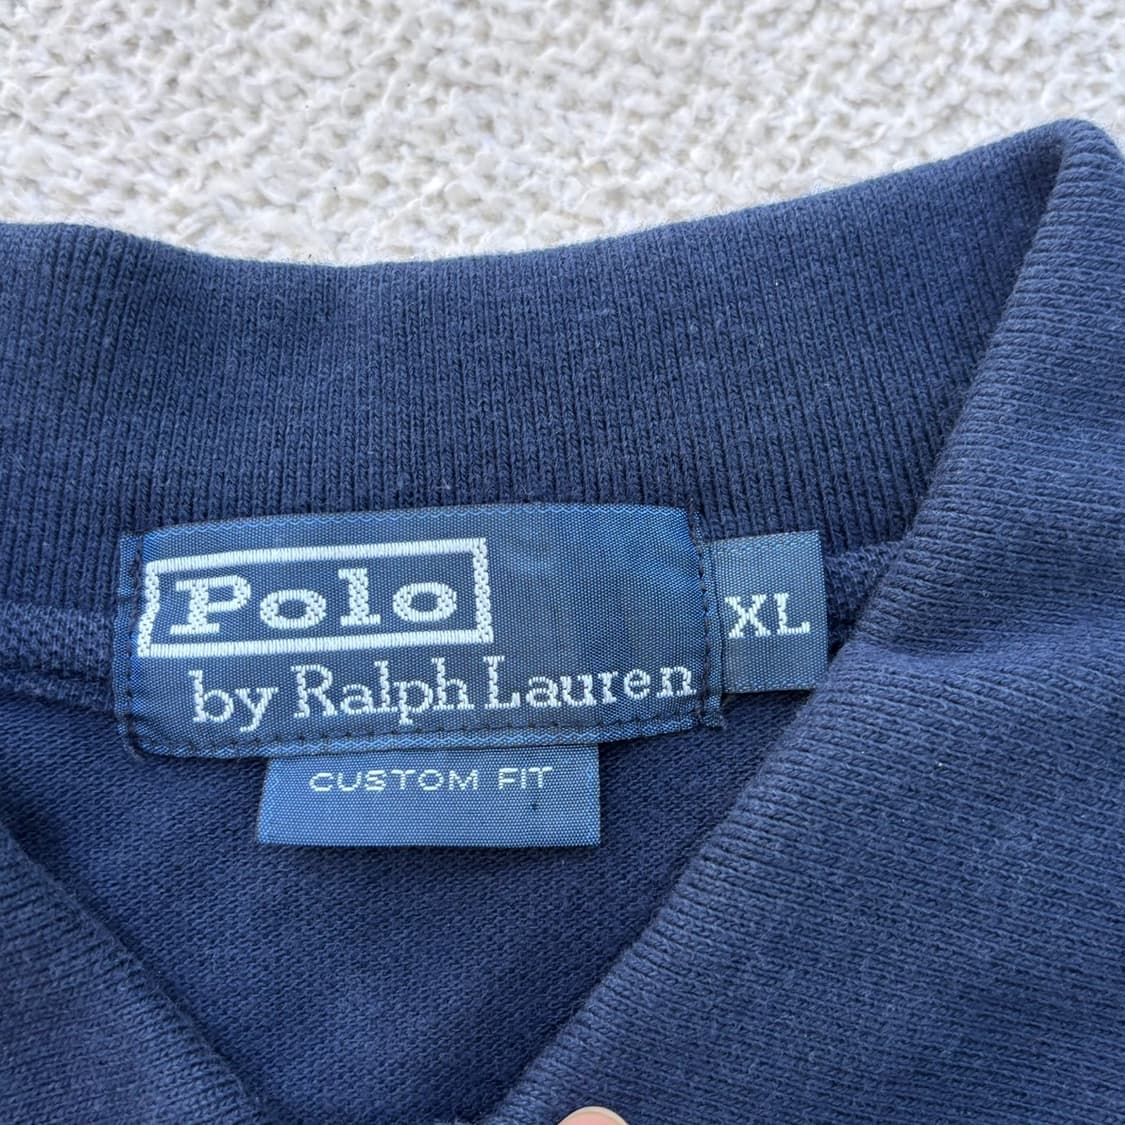 Polo
by Ralph Lauren
XL
CUSTOM FIT